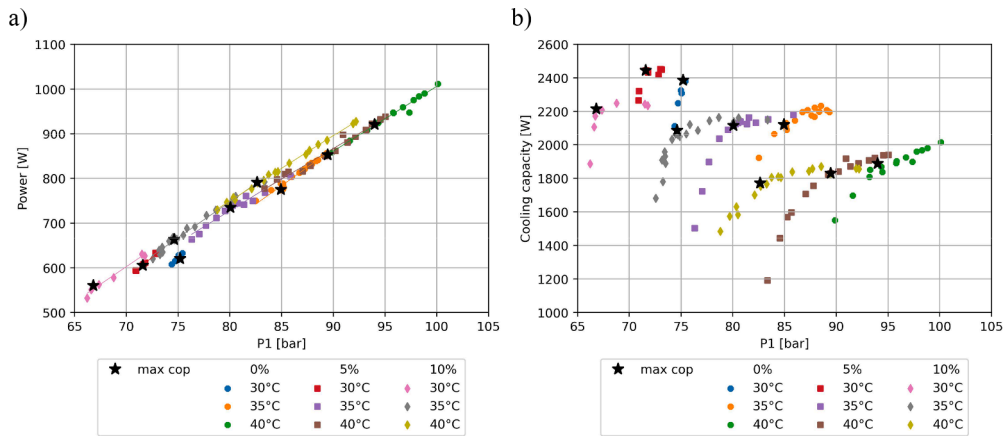 a)
b)
1100
1000
900
800
700
600
500
Power [W]
65 70 75 80 85 90 95 100 105
P1 [bar]
max cop 0% 5% 10%
30°C 30°C 30°C
35°C 35°C 35°C
40°C 40°C 40°C
2600
2400
2200
2000
1800
1600
1400
1200
1000
Cooling capacity [W]
65 70 75 80 85 90 95 100 105
P1 [bar]
max cop 0% 5% 10%
30°C 30°C 30°C
35°C 35°C 35°C
40°C 40°C 40°C